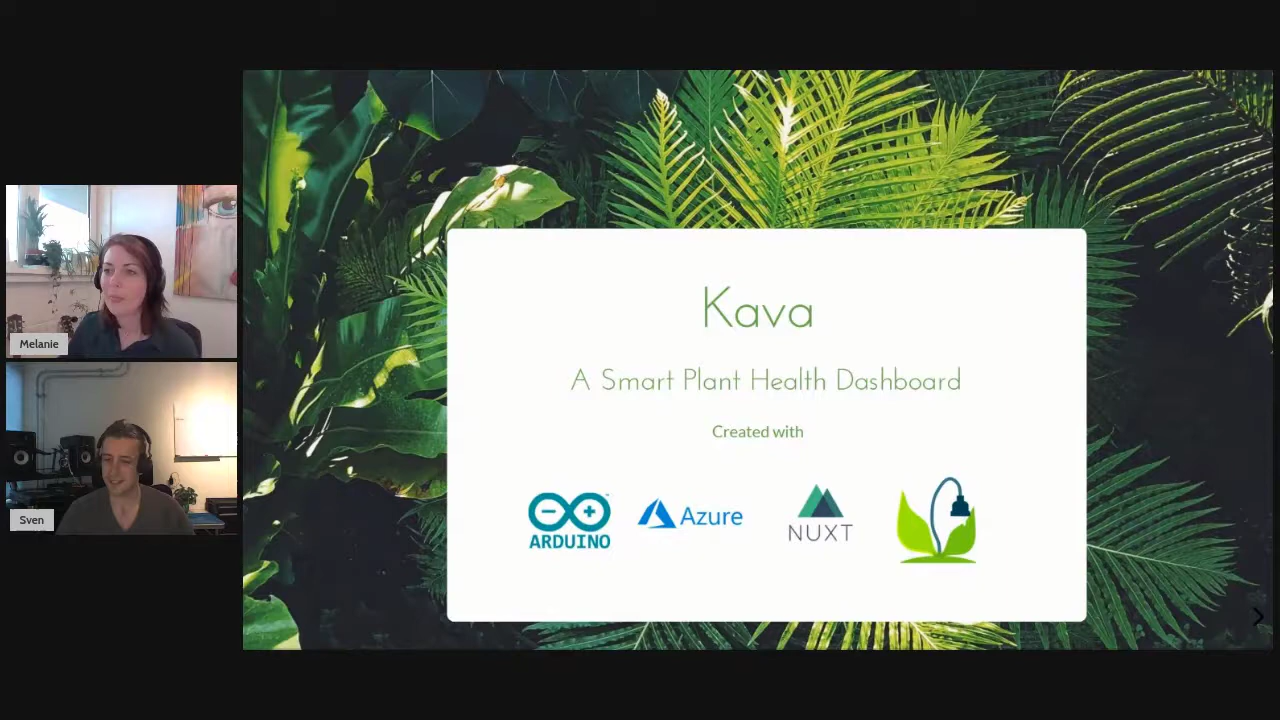 Melanie
Sven
Kava
A Smart Plant Health Dashboard
Created with
ARDUINO
Azure
NUXT